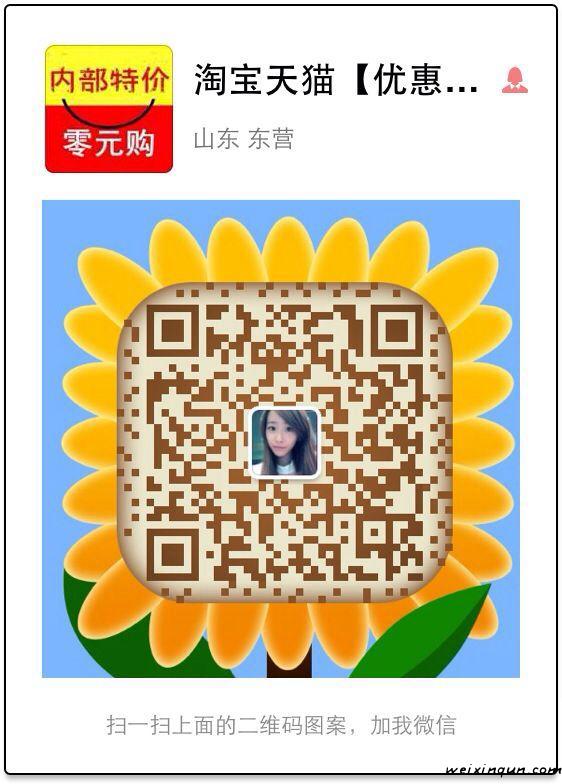 内部特价
零元购
淘宝天猫【优惠...
山东 东营
扫一扫上面的二维码图案，加我微信
weixinqun.com